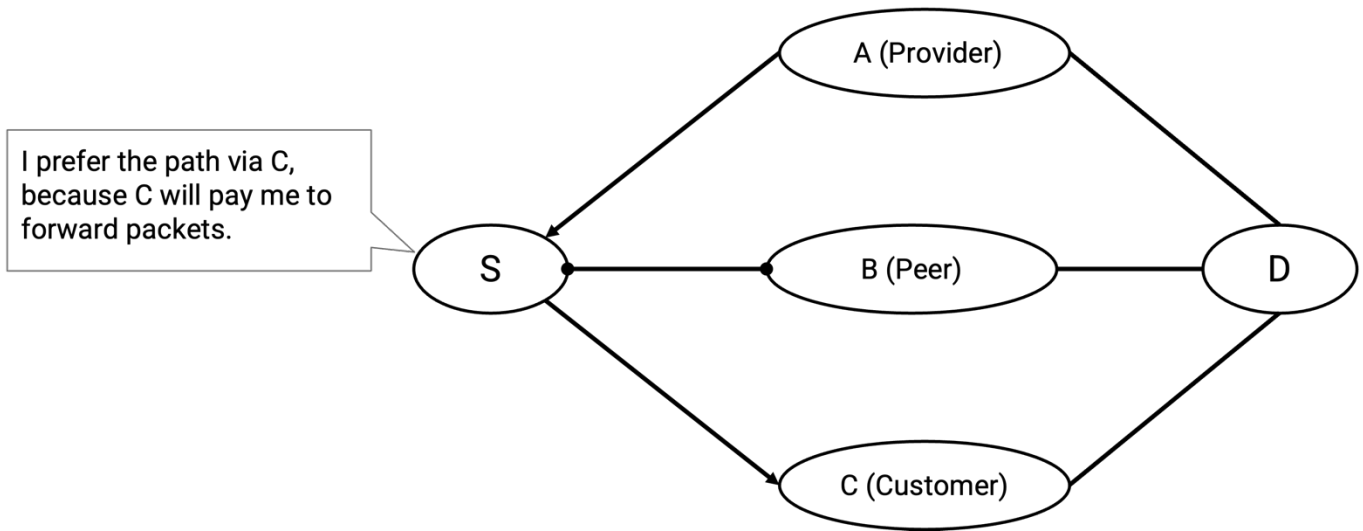 A (Provider)
I prefer the path via C,
because C will pay me to
forward packets.
S
B (Peer)
D
C (Customer)